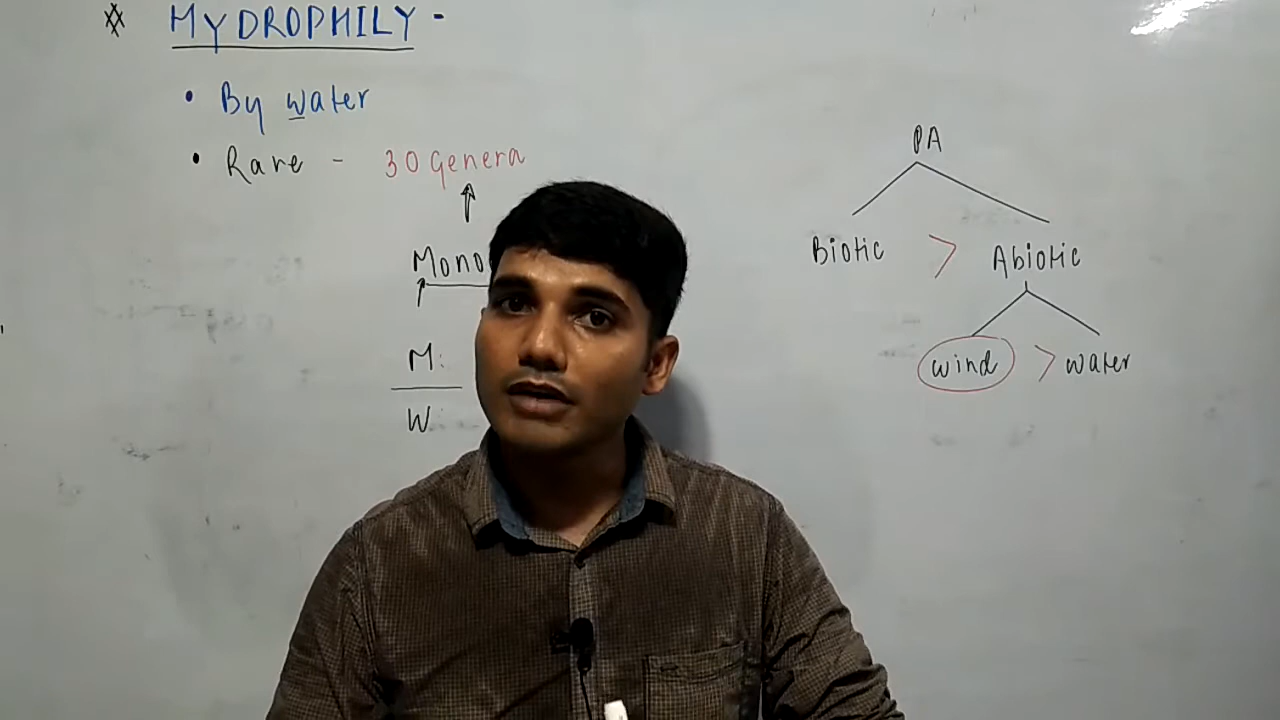 * HYDROPHILY -
• By water
• Rare - 30 Genera
Mono
M.
W.
PA
Biotic > Abiotic
wind > water